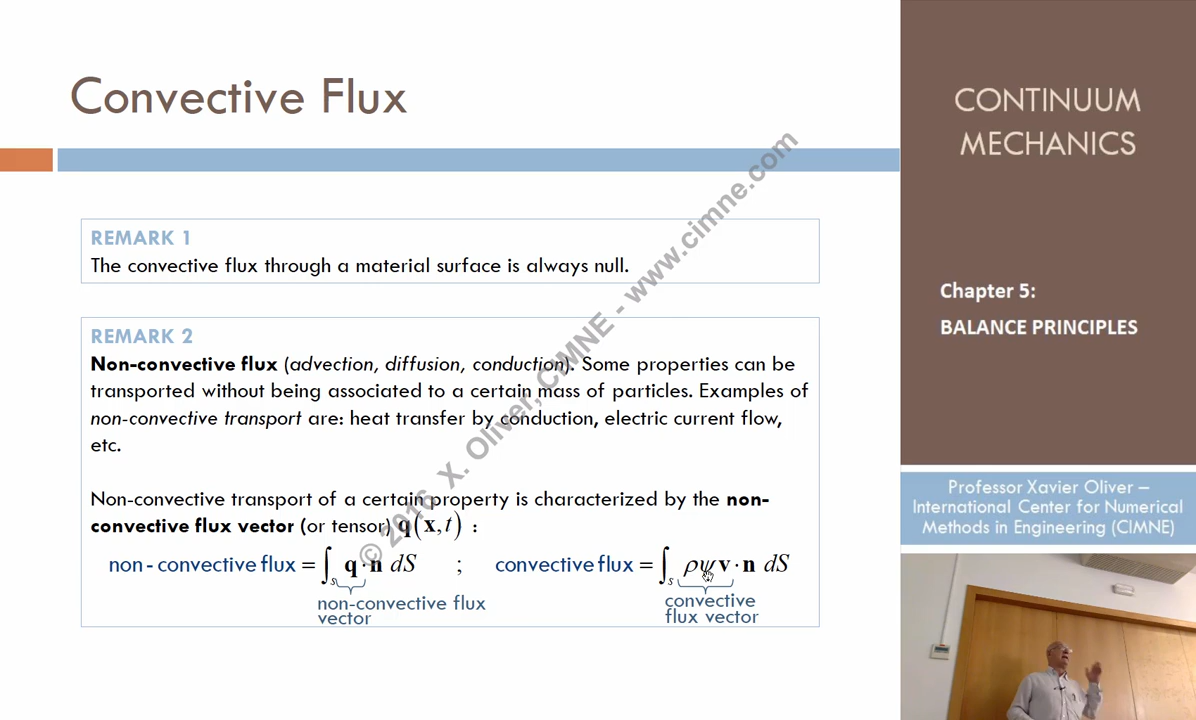 Convective Flux
REMARK 1
The convective flux through a material surface is always null.
REMARK 2
Non-convective flux (advection, diffusion, conduction). Some properties can be
transported without being associated to a certain mass of particles. Examples of
non-convective transport are: heat transfer by conduction, electric current flow,
etc.
Non-convective transport of a certain property is characterized by the non-
convective flux vector (or tensor) q(x,t) :
non - convective flux = ∫s q · n dS ; convective flux = ∫s ρψv · n dS
non-convective flux
vector
convective
flux vector
© 2016 X. Oliver, CIMNE - www.cimne.com
CONTINUUM
MECHANICS
Chapter 5:
BALANCE PRINCIPLES
Professor Xavier Oliver –
International Center for Numerical
Methods in Engineering (CIMNE)